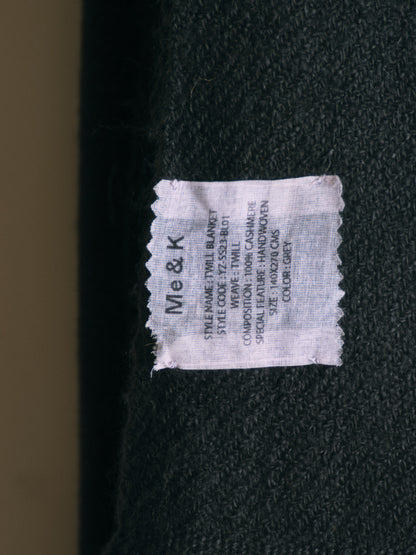 Me & K
STYLE NAME : TWILL BLANKET
STYLE CODE : YZ-SS23-BL01
WEAVE : TWILL
COMPOSITION : 100% CASHMERE
SPECIAL FEATURE : HANDWOVEN
SIZE : 140X270 CMS
COLOR : GREY